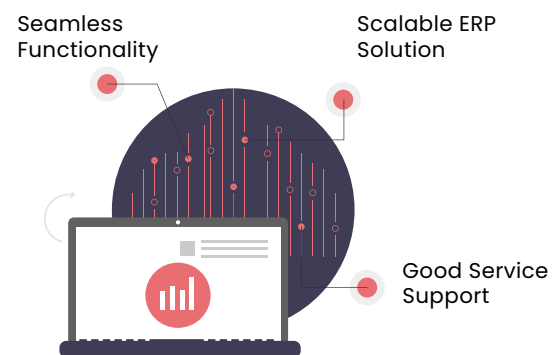 Seamless
Functionality
Scalable ERP
Solution
Good Service
Support